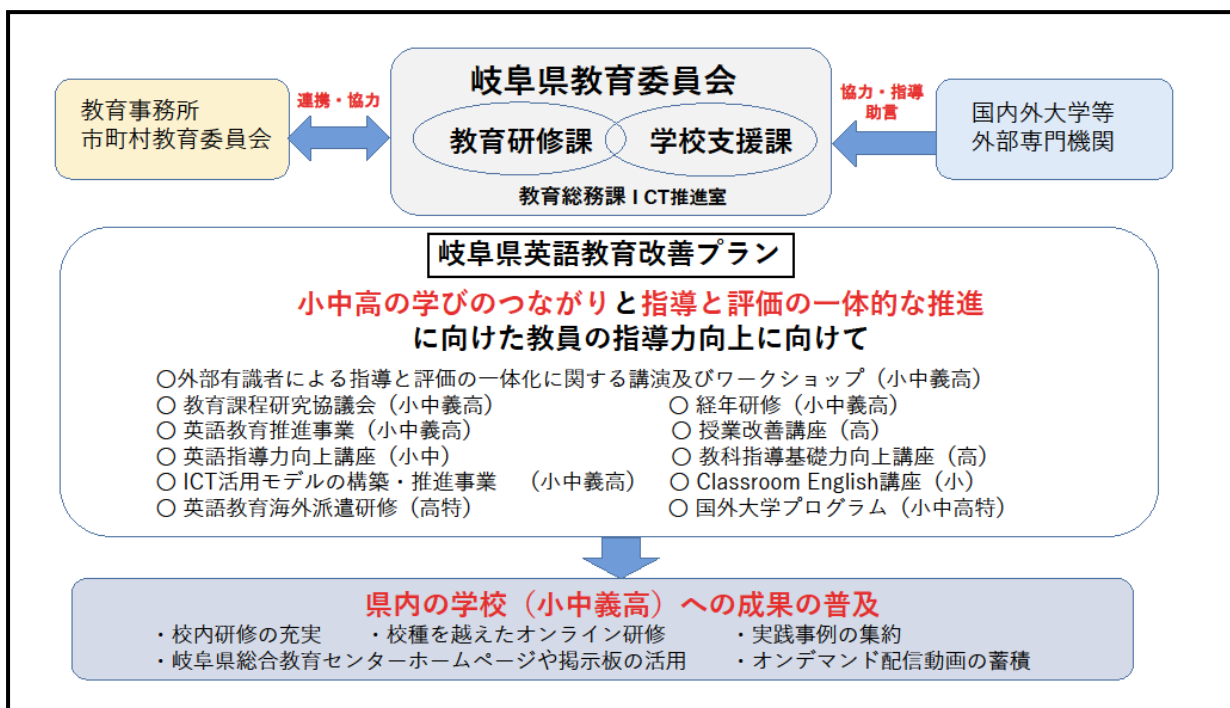 岐阜県教育委員会
教育事務所
市町村教育委員会
連携・協力
教育研修課
学校支援課
教育総務課 I CT推進室
協力・指導
助言
国内外大学等
外部専門機関
岐阜県英語教育改善プラン
小中高の学びのつながりと指導と評価の一体的な推進
に向けた教員の指導力向上に向けて
〇外部有識者による指導と評価の一体化に関する講演及びワークショップ（小中義高）
〇 教育課程研究協議会（小中義高）
〇 経年研修（小中義高）
〇 英語教育推進事業（小中義高）
〇 授業改善講座（高）
〇 英語指導力向上講座（小中）
〇 教科指導基礎力向上講座（高）
〇 ICT活用モデルの構築・推進事業　（小中義高）
〇 Classroom English講座（小）
〇 英語教育海外派遣研修（高特）
〇 国外大学プログラム（小中高特）
県内の学校（小中義高）への成果の普及
・校内研修の充実　　・校種を越えたオンライン研修　　・実践事例の集約
・岐阜県総合教育センターホームページや掲示板の活用　　・オンデマンド配信動画の蓄積